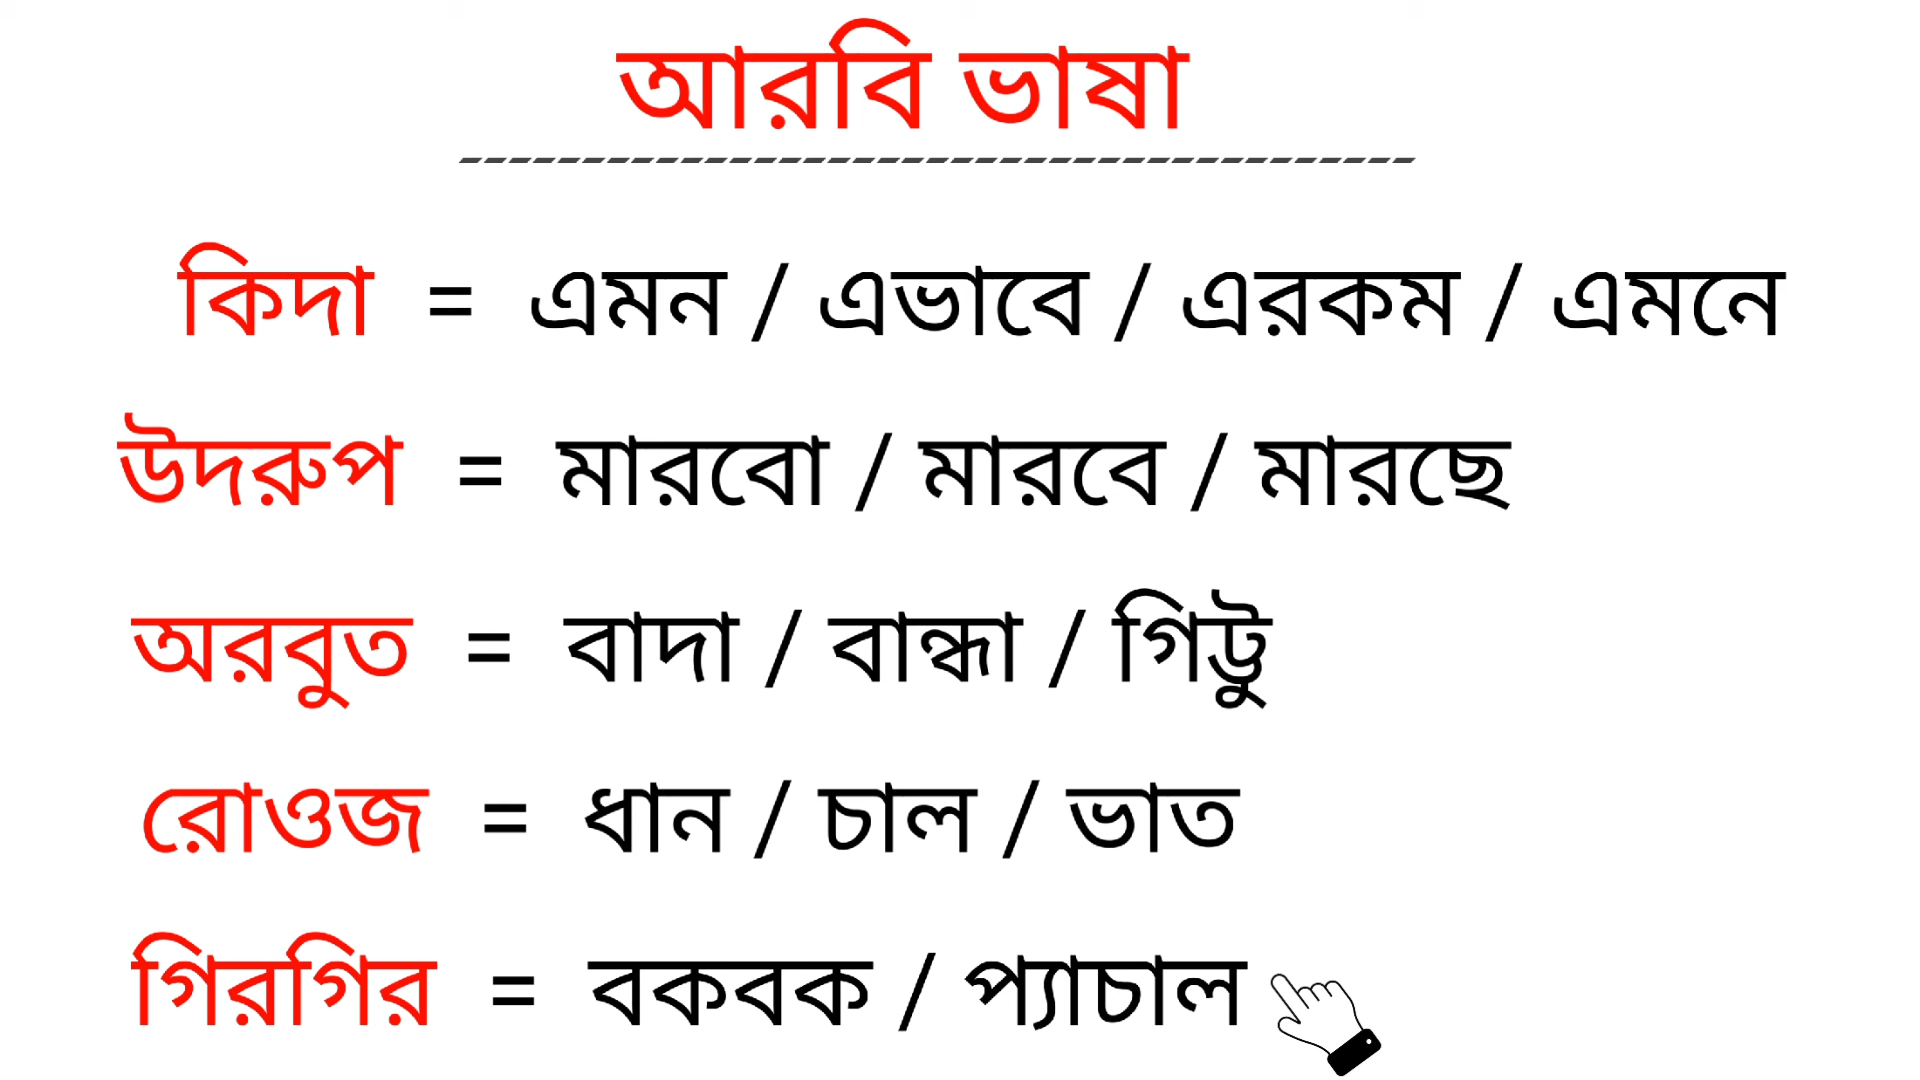 আরবি ভাষা
কিদা = এমন / এভাবে / এরকম / এমনে
উদরুপ = মারবো / মারবে / মারছে
অরবুত = বাদা / বান্ধা / গিট্টু
রোওজ = ধান / চাল / ভাত
গিরগির = বকবক / প্যাচাল